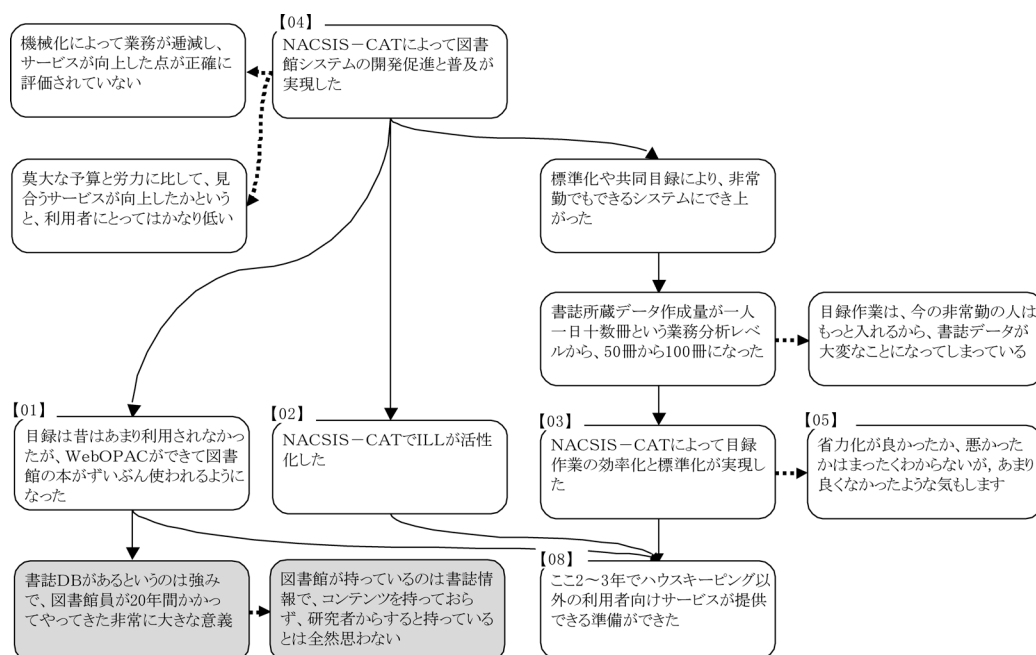 【04】
機械化によって業務が逓減し、
サービスが向上した点が正確に
評価されていない
NACSIS－CATによって図書
館システムの開発促進と普及が
実現した
莫大な予算と労力に比して、見
合うサービスが向上したかという
と、利用者にとってはかなり低い
標準化や共同目録により、非常
勤でもできるシステムにでき上
がった
書誌所蔵データ作成量が一人
一日十数冊という業務分析レ
ベルから、50冊から100冊になった
目録作業は、今の非常勤の人は
もっと入れるから、書誌データが
大変なことになってしまっている
【01】
目録は昔はあまり利用されなかっ
たが、WebOPACができて図書
館の本がずいぶん使われるように
なった
【02】
NACSIS－CATでILLが活性
化した
【03】
NACSIS－CATによって目録
作業の効率化と標準化が実現し
た
【05】
省力化が良かったか、悪かった
かはまったくわからないが，あまり
良くなかったような気もします
書誌DBがあるというのは強み
で、図書館員が20年間かかっ
てやってきた非常に大きな意義
図書館が持っているのは書誌情
報で、コンテンツを持っておら
ず、研究者からすると持っている
とは全然思わない
【08】
ここ2～3年でハウスキーピング以
外の利用者向けサービスが提供
できる準備ができた